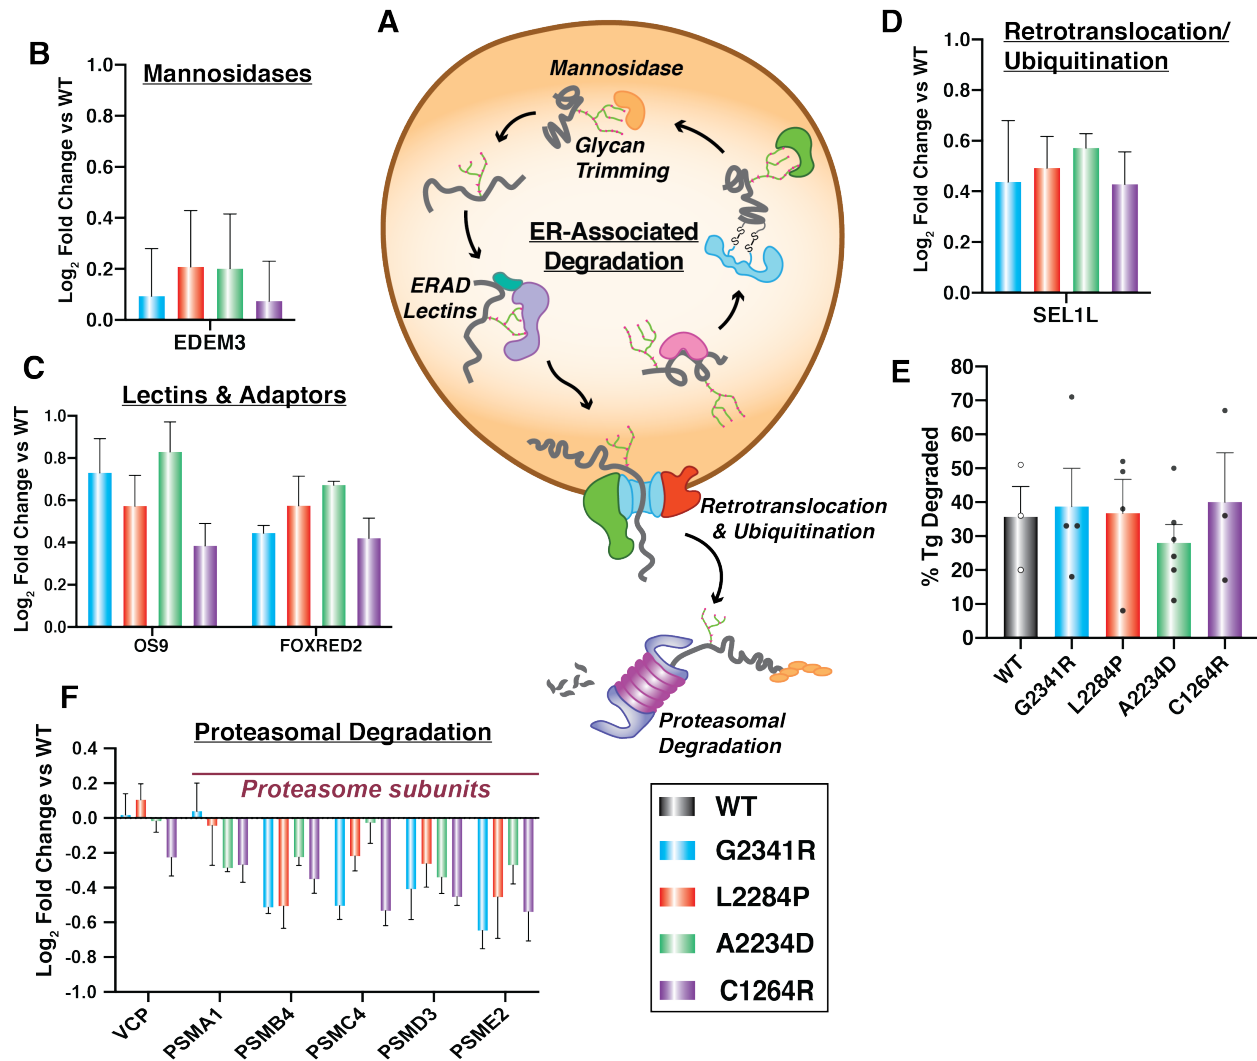 A
Mannosidase
Glycan
Trimming
ER-Associated
Degradation
ERAD
Lectins
S-S
S-S
Retrotranslocation
& Ubiquitination
Proteasomal
Degradation
B
Mannosidases
Log2 Fold Change vs WT
1.0
0.8
0.6
0.4
0.2
0.0
EDEM3
C
Lectins & Adaptors
Log2 Fold Change vs WT
1.0
0.8
0.6
0.4
0.2
0.0
OS9
FOXRED2
D
Retrotranslocation/
Ubiquitination
Log2 Fold Change vs WT
1.0
0.8
0.6
0.4
0.2
0.0
SEL1L
E
% Tg Degraded
80
70
60
50
40
30
20
10
0
WT
G2341R
L2284P
A2234D
C1264R
F
Proteasomal Degradation
Proteasome subunits
Log2 Fold Change vs WT
0.4
0.2
0.0
-0.2
-0.4
-0.6
-0.8
-1.0
VCP
PSMA1
PSMB4
PSMC4
PSMD3
PSME2
WT
G2341R
L2284P
A2234D
C1264R